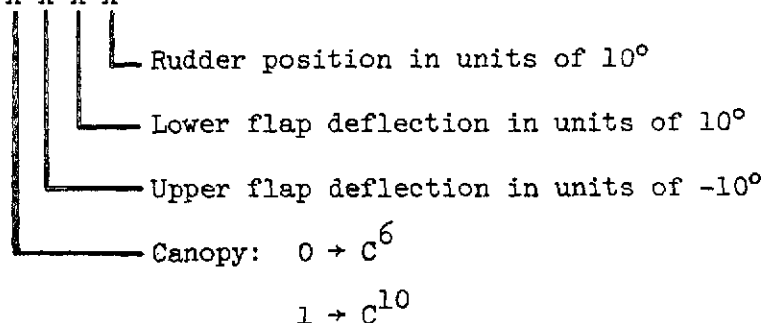 Rudder position in units of 10°
Lower flap deflection in units of 10°
Upper flap deflection in units of -10°
Canopy: 0 → C⁶
1 → C¹⁰